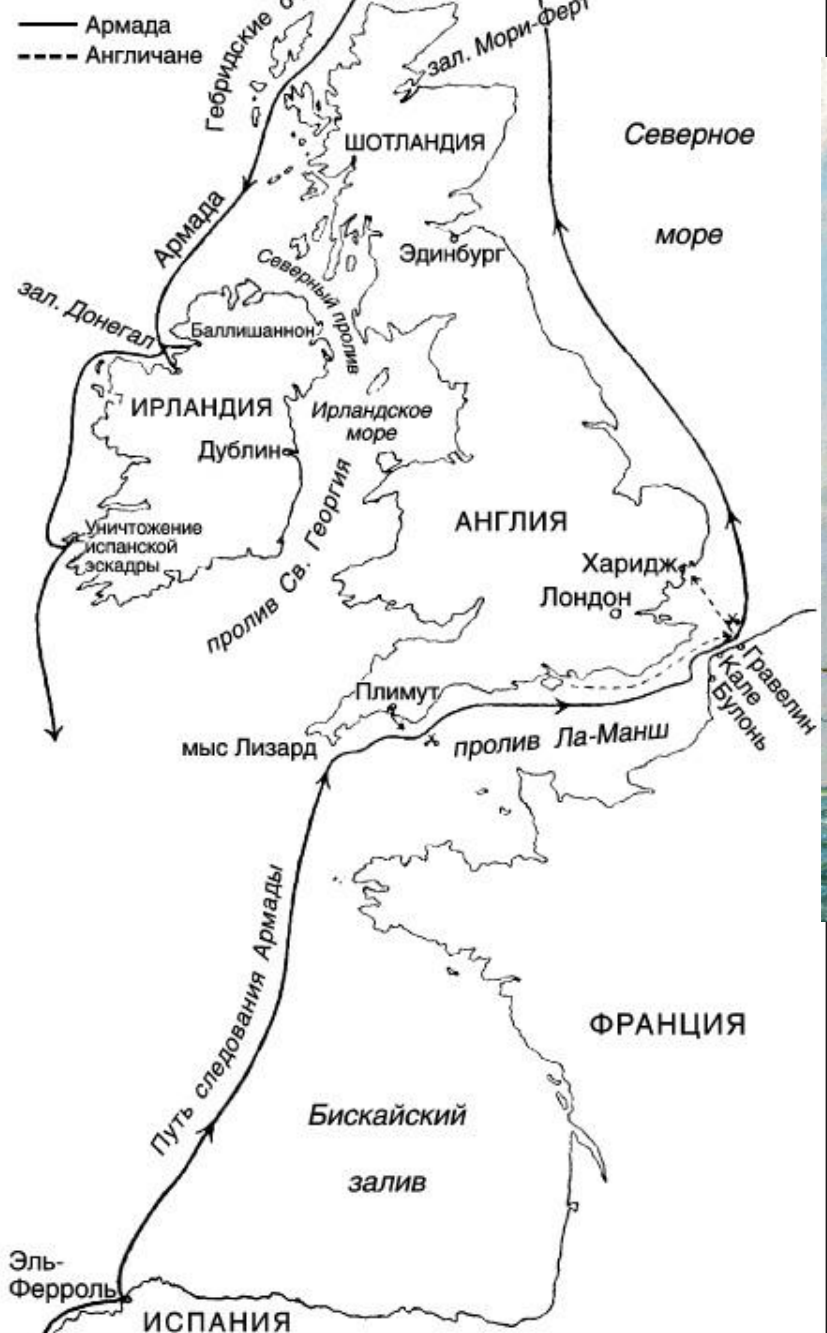 Армада
Англичане
Гебридские о
зал. Мори-Ферт
ШОТЛАНДИЯ
Северное
море
Армада
Эдинбург
Северный пролив
зал. Донегал
Баллишаннон
ИРЛАНДИЯ
Ирландское
море
Дублин
АНГЛИЯ
Уничтожение
испанской
эскадры
пролив Св. Георгия
Харидж
Лондон
Гравелин
Кале
Булонь
Плимут
мыс Лизард
пролив Ла-Манш
Путь следования Армады
ФРАНЦИЯ
Бискайский
залив
Эль-
Ферроль
ИСПАНИЯ